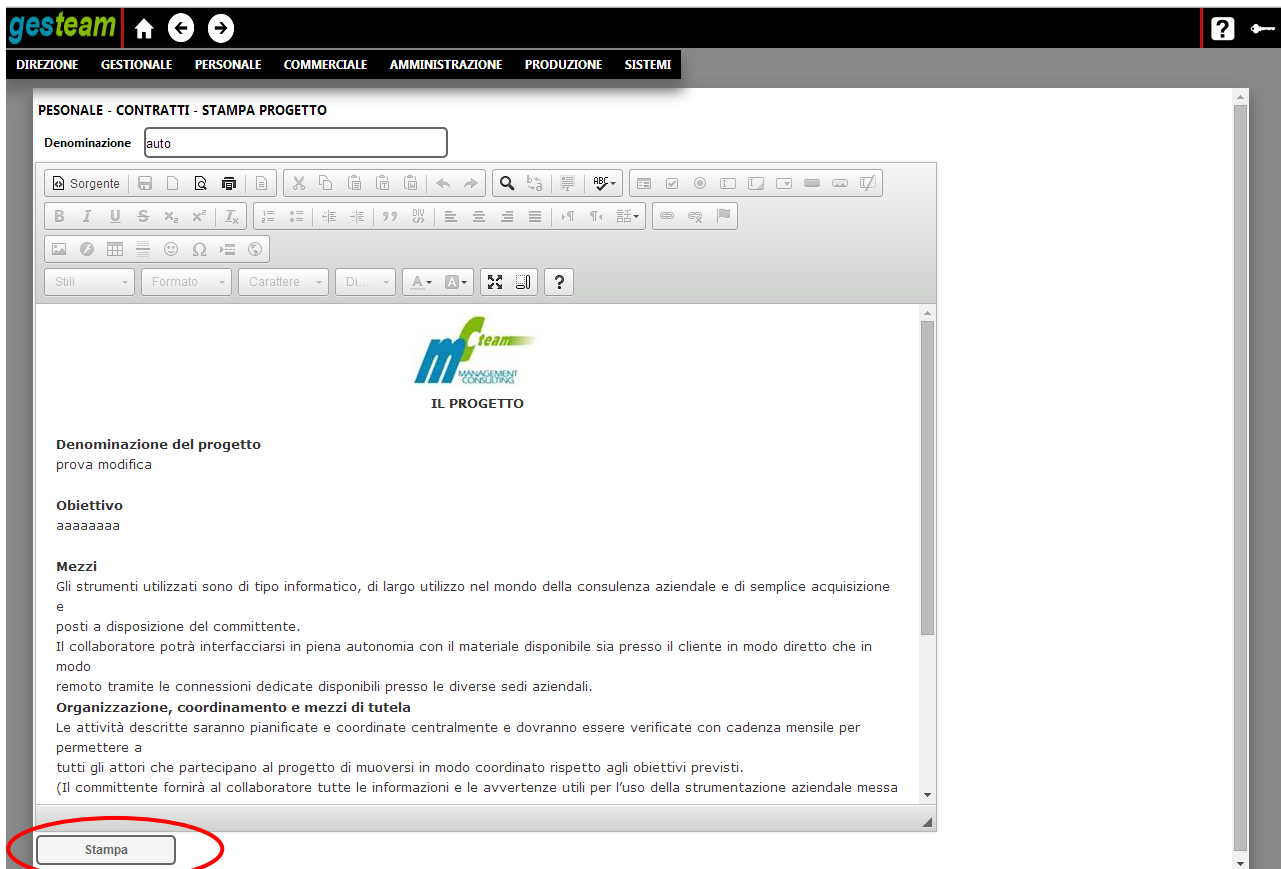 gesteam
?
DIREZIONE GESTIONALE PERSONALE COMMERCIALE AMMINISTRAZIONE PRODUZIONE SISTEMI
PESONALE - CONTRATTI - STAMPA PROGETTO
Denominazione auto
Sorgente ABC
B I U S x₂ x² Tx DIV
Ω
Stili Formato Carattere Di... A A ?
mc team
MANAGEMENT
CONSULTING
IL PROGETTO
Denominazione del progetto
prova modifica
Obiettivo
aaaaaaaa
Mezzi
Gli strumenti utilizzati sono di tipo informatico, di largo utilizzo nel mondo della consulenza aziendale e di semplice acquisizione
e
posti a disposizione del committente.
Il collaboratore potrà interfacciarsi in piena autonomia con il materiale disponibile sia presso il cliente in modo diretto che in
modo
remoto tramite le connessioni dedicate disponibili presso le diverse sedi aziendali.
Organizzazione, coordinamento e mezzi di tutela
Le attività descritte saranno pianificate e coordinate centralmente e dovranno essere verificate con cadenza mensile per
permettere a
tutti gli attori che partecipano al progetto di muoversi in modo coordinato rispetto agli obiettivi previsti.
(Il committente fornirà al collaboratore tutte le informazioni e le avvertenze utili per l'uso della strumentazione aziendale messa
Stampa